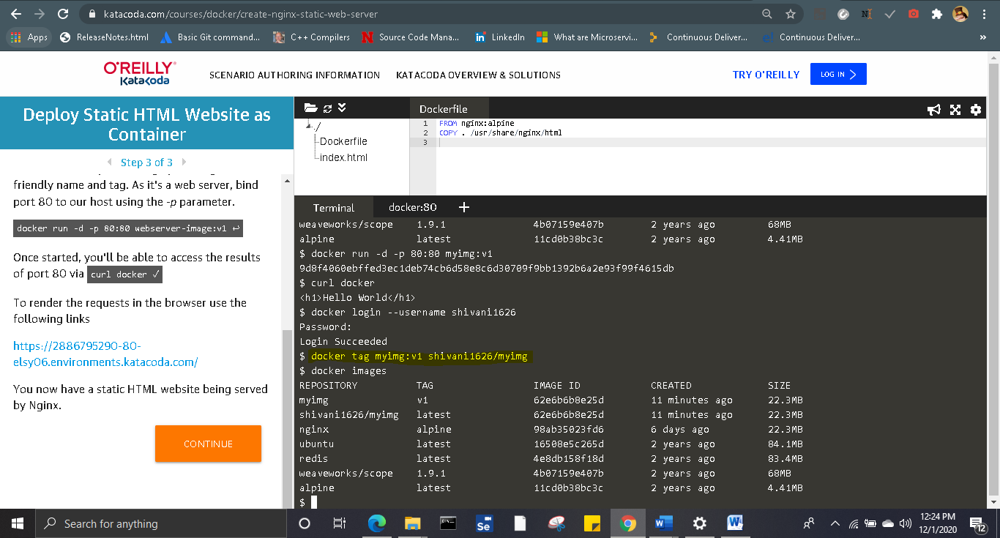 katacoda.com/courses/docker/create-nginx-static-web-server
Apps ReleaseNotes.html Basic Git command... C++ Compilers Source Code Mana... LinkedIn What are Microservi... Continuous Deliver... Continuous Deliver... »
O'REILLY®
Katakoda
SCENARIO AUTHORING INFORMATION KATACODA OVERVIEW & SOLUTIONS TRY O'REILLY LOG IN
Deploy Static HTML Website as
Container
Step 3 of 3
friendly name and tag. As it's a web server, bind
port 80 to our host using the -p parameter.
docker run -d -p 80:80 webserver-image:v1 ↩
Once started, you'll be able to access the results
of port 80 via curl docker ✓
To render the requests in the browser use the
following links
https://2886795290-80-
elsy06.environments.katacoda.com/
You now have a static HTML website being served
by Nginx.
CONTINUE
/
Dockerfile
index.html
Dockerfile
1 FROM nginx:alpine
2 COPY . /usr/share/nginx/html
3
Terminal docker:80 +
weaveworks/scope 1.9.1 4b07159e407b 2 years ago 68MB
alpine latest 11cd0b38bc3c 2 years ago 4.41MB
$ docker run -d -p 80:80 myimg:v1
9d8f4060ebffed3ec1deb74cb6d58e8c6d30709f9bb1392b6a2e93f99f4615db
$ curl docker
<h1>Hello World</h1>
$ docker login --username shivani1626
Password:
Login Succeeded
$ docker tag myimg:v1 shivani1626/myimg
$ docker images
REPOSITORY TAG IMAGE ID CREATED SIZE
myimg v1 62e6b6b8e25d 11 minutes ago 22.3MB
shivani1626/myimg latest 62e6b6b8e25d 11 minutes ago 22.3MB
nginx alpine 98ab35023fd6 6 days ago 22.3MB
ubuntu latest 16508e5c265d 2 years ago 84.1MB
redis latest 4e8db158f18d 2 years ago 83.4MB
weaveworks/scope 1.9.1 4b07159e407b 2 years ago 68MB
alpine latest 11cd0b38bc3c 2 years ago 4.41MB
$
Search for anything
Se
12:24 PM
12/1/2020
12